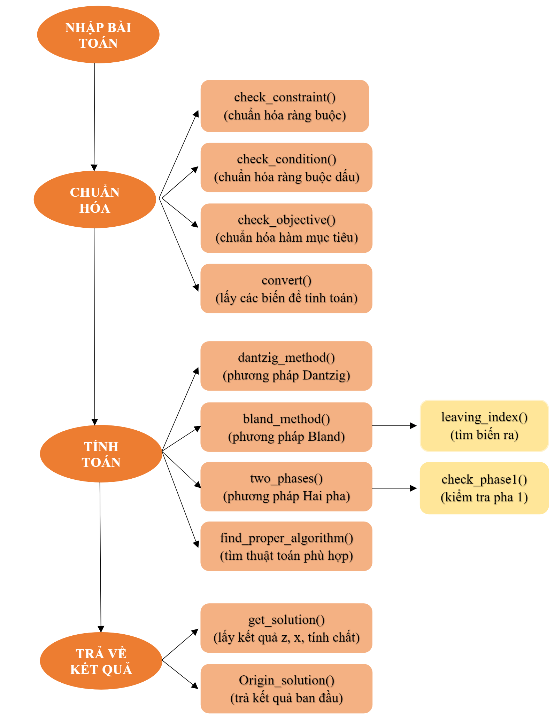 NHẬP BÀI
TOÁN
check_constraint()
(chuẩn hóa ràng buộc)
check_condition()
(chuẩn hóa ràng buộc dấu)
CHUẨN
HÓA
check_objective()
(chuẩn hóa hàm mục tiêu)
convert()
(lấy các biến để tính toán)
dantzig_method()
(phương pháp Dantzig)
bland_method()
(phương pháp Bland)
leaving_index()
(tìm biến ra)
TÍNH
TOÁN
two_phases()
(phương pháp Hai pha)
check_phase1()
(kiểm tra pha 1)
find_proper_algorithm()
(tìm thuật toán phù hợp)
get_solution()
(lấy kết quả z, x, tính chất)
TRẢ VỀ
KẾT QUẢ
Origin_solution()
(trả kết quả ban đầu)